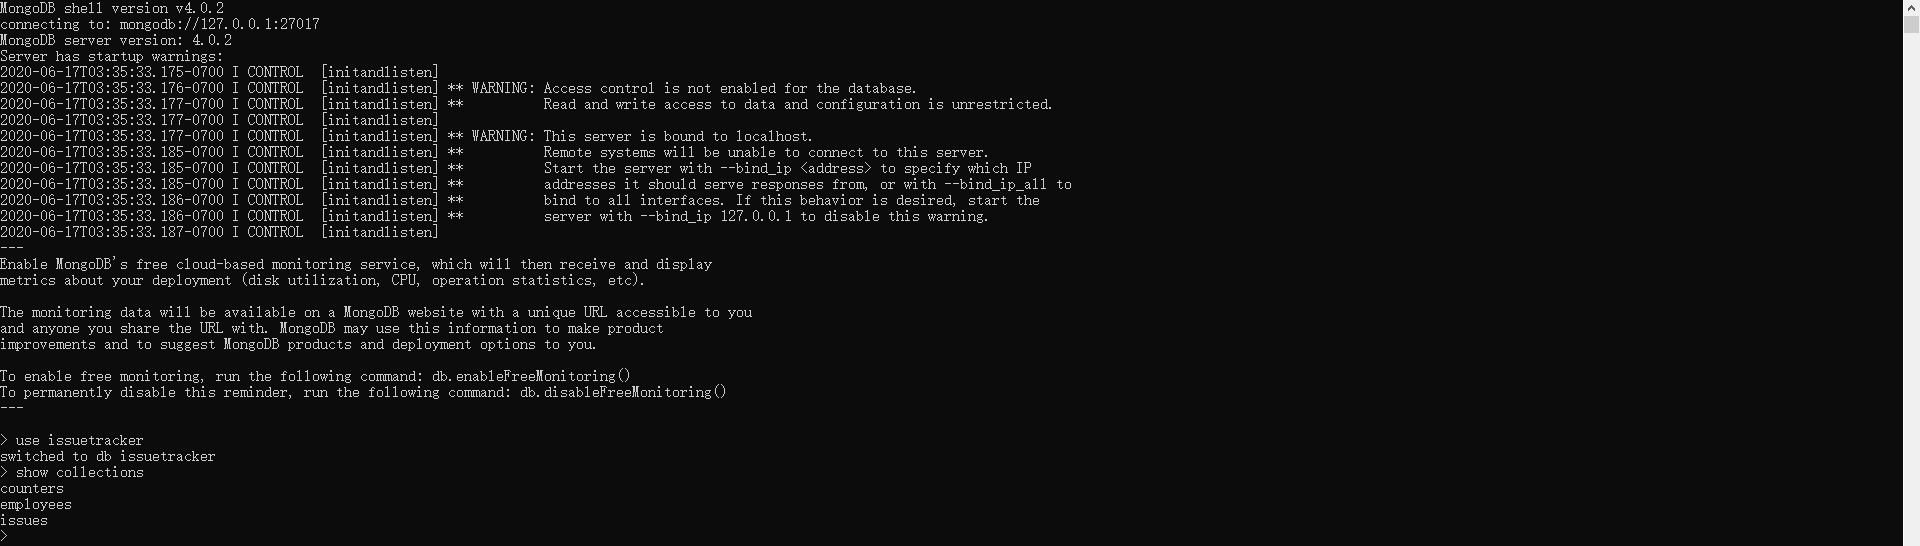 MongoDB shell version v4.0.2
connecting to: mongodb://127.0.0.1:27017
MongoDB server version: 4.0.2
Server has startup warnings:
2020-06-17T03:35:33.175-0700 I CONTROL  [initandlisten]
2020-06-17T03:35:33.176-0700 I CONTROL  [initandlisten] ** WARNING: Access control is not enabled for the database.
2020-06-17T03:35:33.177-0700 I CONTROL  [initandlisten] **          Read and write access to data and configuration is unrestricted.
2020-06-17T03:35:33.177-0700 I CONTROL  [initandlisten]
2020-06-17T03:35:33.177-0700 I CONTROL  [initandlisten] ** WARNING: This server is bound to localhost.
2020-06-17T03:35:33.185-0700 I CONTROL  [initandlisten] **          Remote systems will be unable to connect to this server.
2020-06-17T03:35:33.185-0700 I CONTROL  [initandlisten] **          Start the server with --bind_ip <address> to specify which IP
2020-06-17T03:35:33.185-0700 I CONTROL  [initandlisten] **          addresses it should serve responses from, or with --bind_ip_all to
2020-06-17T03:35:33.186-0700 I CONTROL  [initandlisten] **          bind to all interfaces. If this behavior is desired, start the
2020-06-17T03:35:33.186-0700 I CONTROL  [initandlisten] **          server with --bind_ip 127.0.0.1 to disable this warning.
2020-06-17T03:35:33.187-0700 I CONTROL  [initandlisten]
---
Enable MongoDB's free cloud-based monitoring service, which will then receive and display
metrics about your deployment (disk utilization, CPU, operation statistics, etc).
The monitoring data will be available on a MongoDB website with a unique URL accessible to you
and anyone you share the URL with. MongoDB may use this information to make product
improvements and to suggest MongoDB products and deployment options to you.
To enable free monitoring, run the following command: db.enableFreeMonitoring()
To permanently disable this reminder, run the following command: db.disableFreeMonitoring()
---
> use issuetracker
switched to db issuetracker
> show collections
counters
employees
issues
>